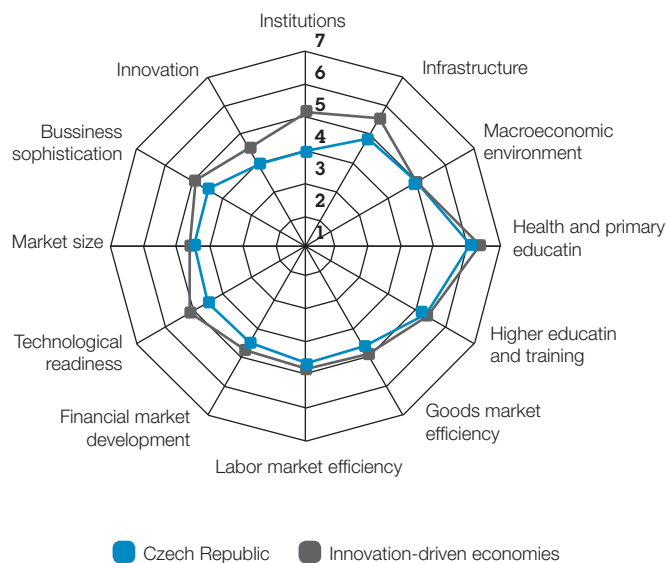 Institutions
7
6
5
4
3
2
1
Infrastructure
Macroeconomic
environment
Health and primary
educatin
Higher educatin
and training
Goods market
efficiency
Labor market efficiency
Financial market
development
Technological
readiness
Market size
Bussiness
sophistication
Innovation
Czech Republic
Innovation-driven economies